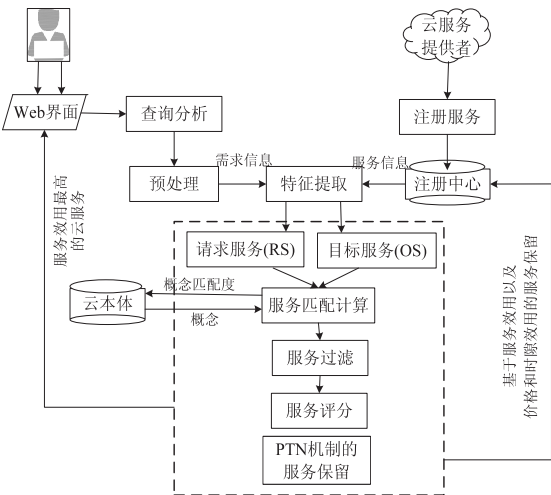 云服务
提供者
Web界面
查询分析
注册服务
预处理
需求信息
特征提取
服务信息
注册中心
服务效用最高
的云服务
请求服务(RS)
目标服务(OS)
云本体
概念匹配度
概念
服务匹配计算
服务过滤
服务评分
PTN机制的
服务保留
基于服务效用以及
价格和时隙效用的服务保留